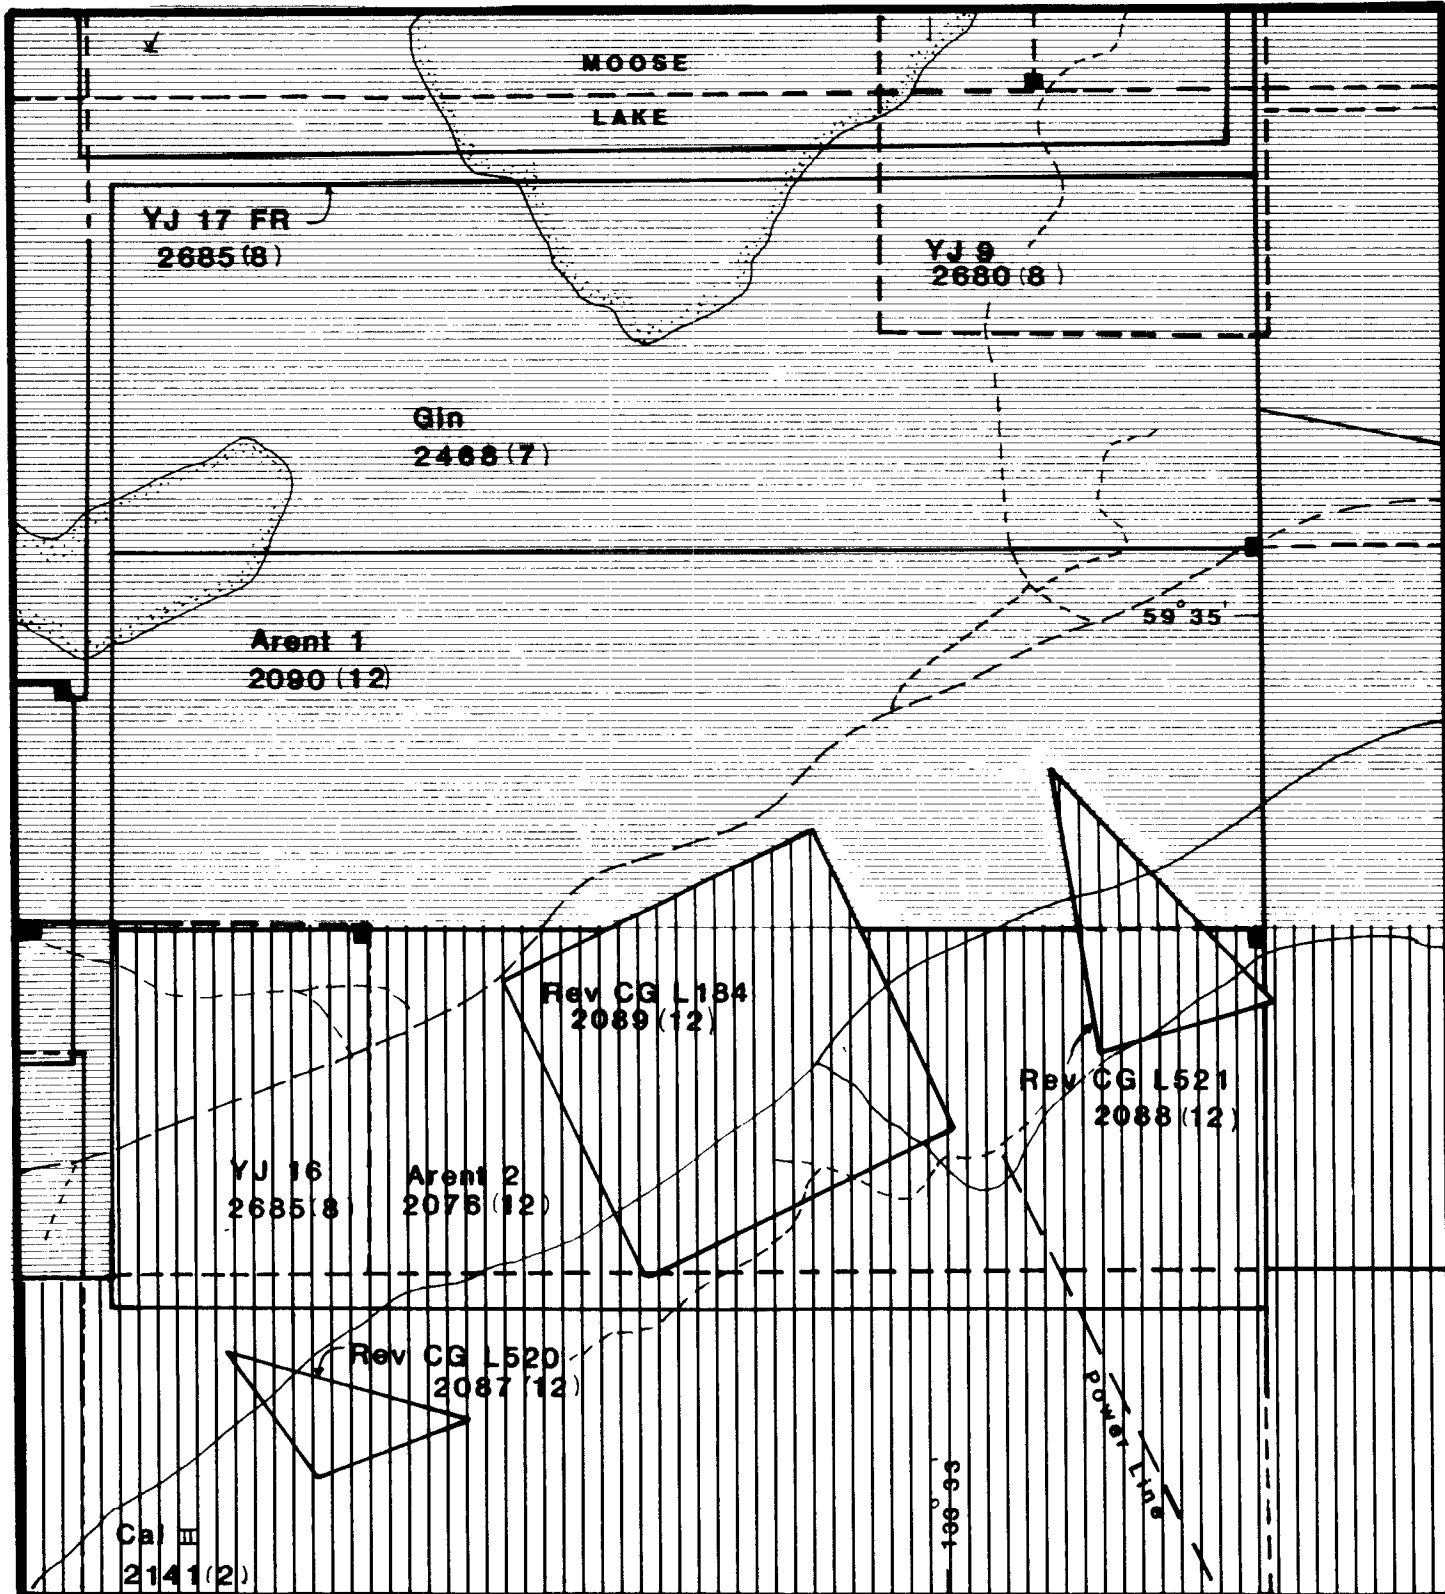 MOOSE
LAKE
YJ 17 FR
2685(8)
YJ 9
2680(8)
Gin
2468(7)
59° 35'
Arent 1
2090(12)
Rev CG L184
2089(12)
Rev CG L521
2088(12)
YJ 16
2685(8)
Arent 2
2076(12)
Rev CG L520
2087(12)
Power Line
133° 33'
Cal III
2141(2)